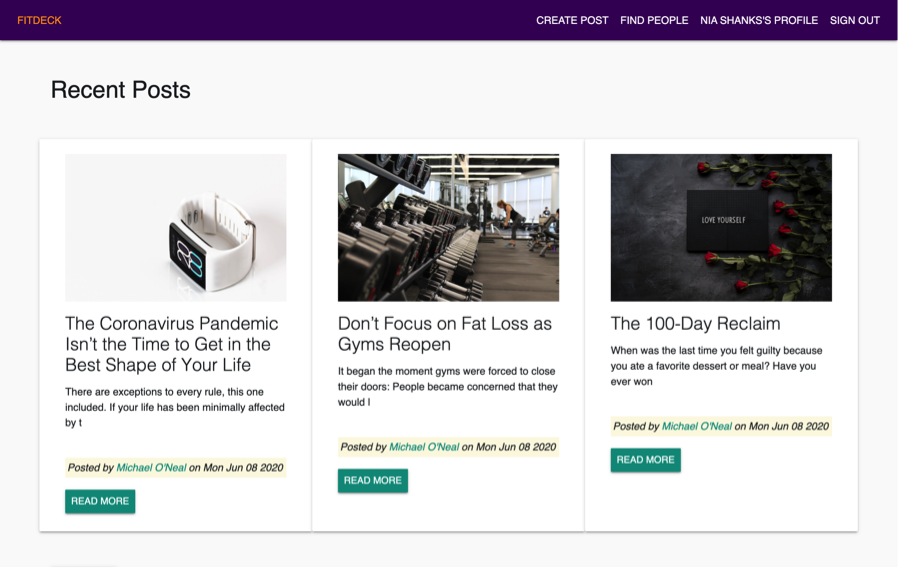 FITDECK
CREATE POST FIND PEOPLE NIA SHANKS'S PROFILE SIGN OUT
Recent Posts
The Coronavirus Pandemic
Isn't the Time to Get in the
Best Shape of Your Life
There are exceptions to every rule, this one
included. If your life has been minimally affected
by t
Posted by Michael O'Neal on Mon Jun 08 2020
READ MORE
Don't Focus on Fat Loss as
Gyms Reopen
It began the moment gyms were forced to close
their doors: People became concerned that they
would l
Posted by Michael O'Neal on Mon Jun 08 2020
READ MORE
LOVE YOURSELF
The 100-Day Reclaim
When was the last time you felt guilty because
you ate a favorite dessert or meal? Have you
ever won
Posted by Michael O'Neal on Mon Jun 08 2020
READ MORE